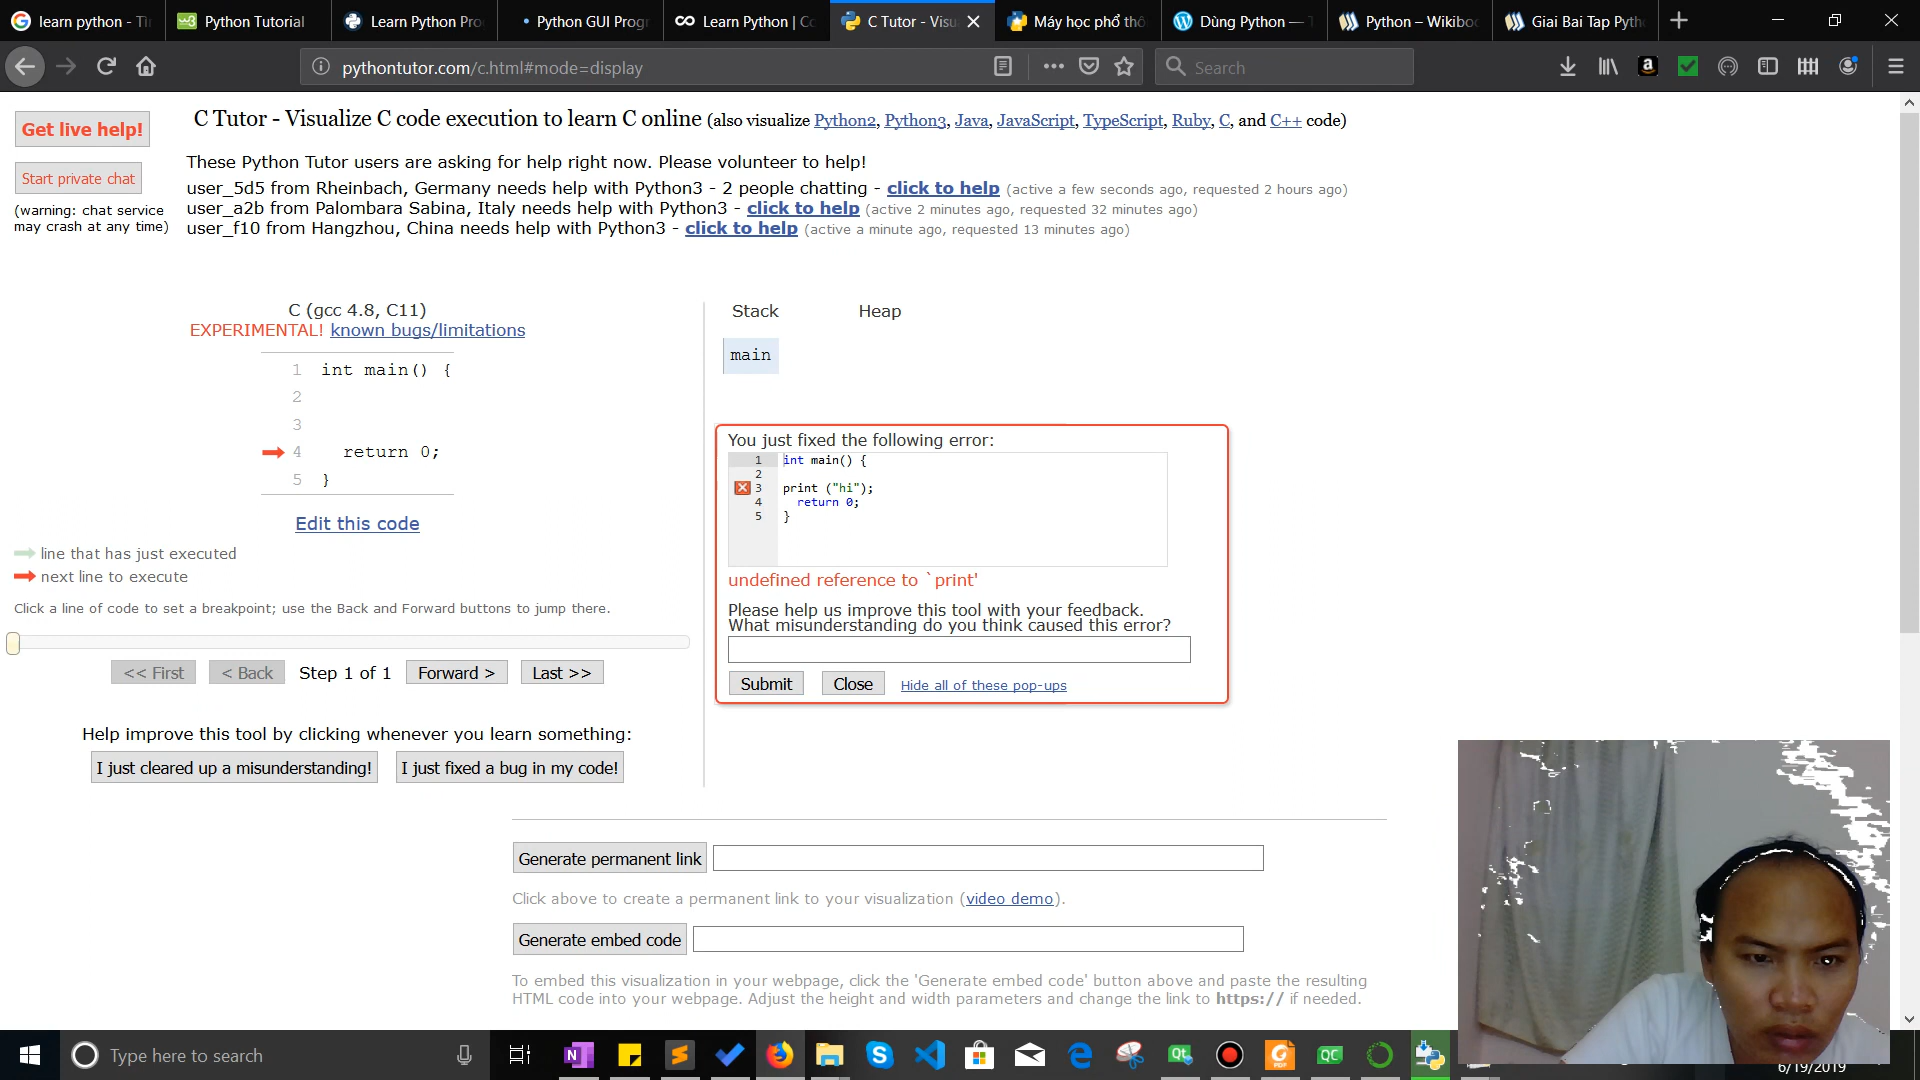 learn python - Ti
Python Tutorial
Learn Python Pro
Python GUI Progr
Learn Python | Co
C Tutor - Visu
Máy học phổ thô
Dùng Python — T
Python – Wikiboo
Giai Bai Tap Pyth
pythontutor.com/c.html#mode=display
Search
Get live help!
Start private chat
(warning: chat service
may crash at any time)
C Tutor - Visualize C code execution to learn C online (also visualize Python2, Python3, Java, JavaScript, TypeScript, Ruby, C, and C++ code)
These Python Tutor users are asking for help right now. Please volunteer to help!
user_5d5 from Rheinbach, Germany needs help with Python3 - 2 people chatting - click to help (active a few seconds ago, requested 2 hours ago)
user_a2b from Palombara Sabina, Italy needs help with Python3 - click to help (active 2 minutes ago, requested 32 minutes ago)
user_f10 from Hangzhou, China needs help with Python3 - click to help (active a minute ago, requested 13 minutes ago)
C (gcc 4.8, C11)
EXPERIMENTAL! known bugs/limitations
1 int main() {
2
3
4 return 0;
5 }
Edit this code
line that has just executed
next line to execute
Click a line of code to set a breakpoint; use the Back and Forward buttons to jump there.
<< First < Back Step 1 of 1 Forward > Last >>
Help improve this tool by clicking whenever you learn something:
I just cleared up a misunderstanding! I just fixed a bug in my code!
Stack Heap
main
You just fixed the following error:
1 int main() {
2
3 print ("hi");
4 return 0;
5 }
undefined reference to `print'
Please help us improve this tool with your feedback.
What misunderstanding do you think caused this error?
Submit Close Hide all of these pop-ups
Generate permanent link
Click above to create a permanent link to your visualization (video demo).
Generate embed code
To embed this visualization in your webpage, click the 'Generate embed code' button above and paste the resulting
HTML code into your webpage. Adjust the height and width parameters and change the link to https:// if needed.
Type here to search
6/19/2019